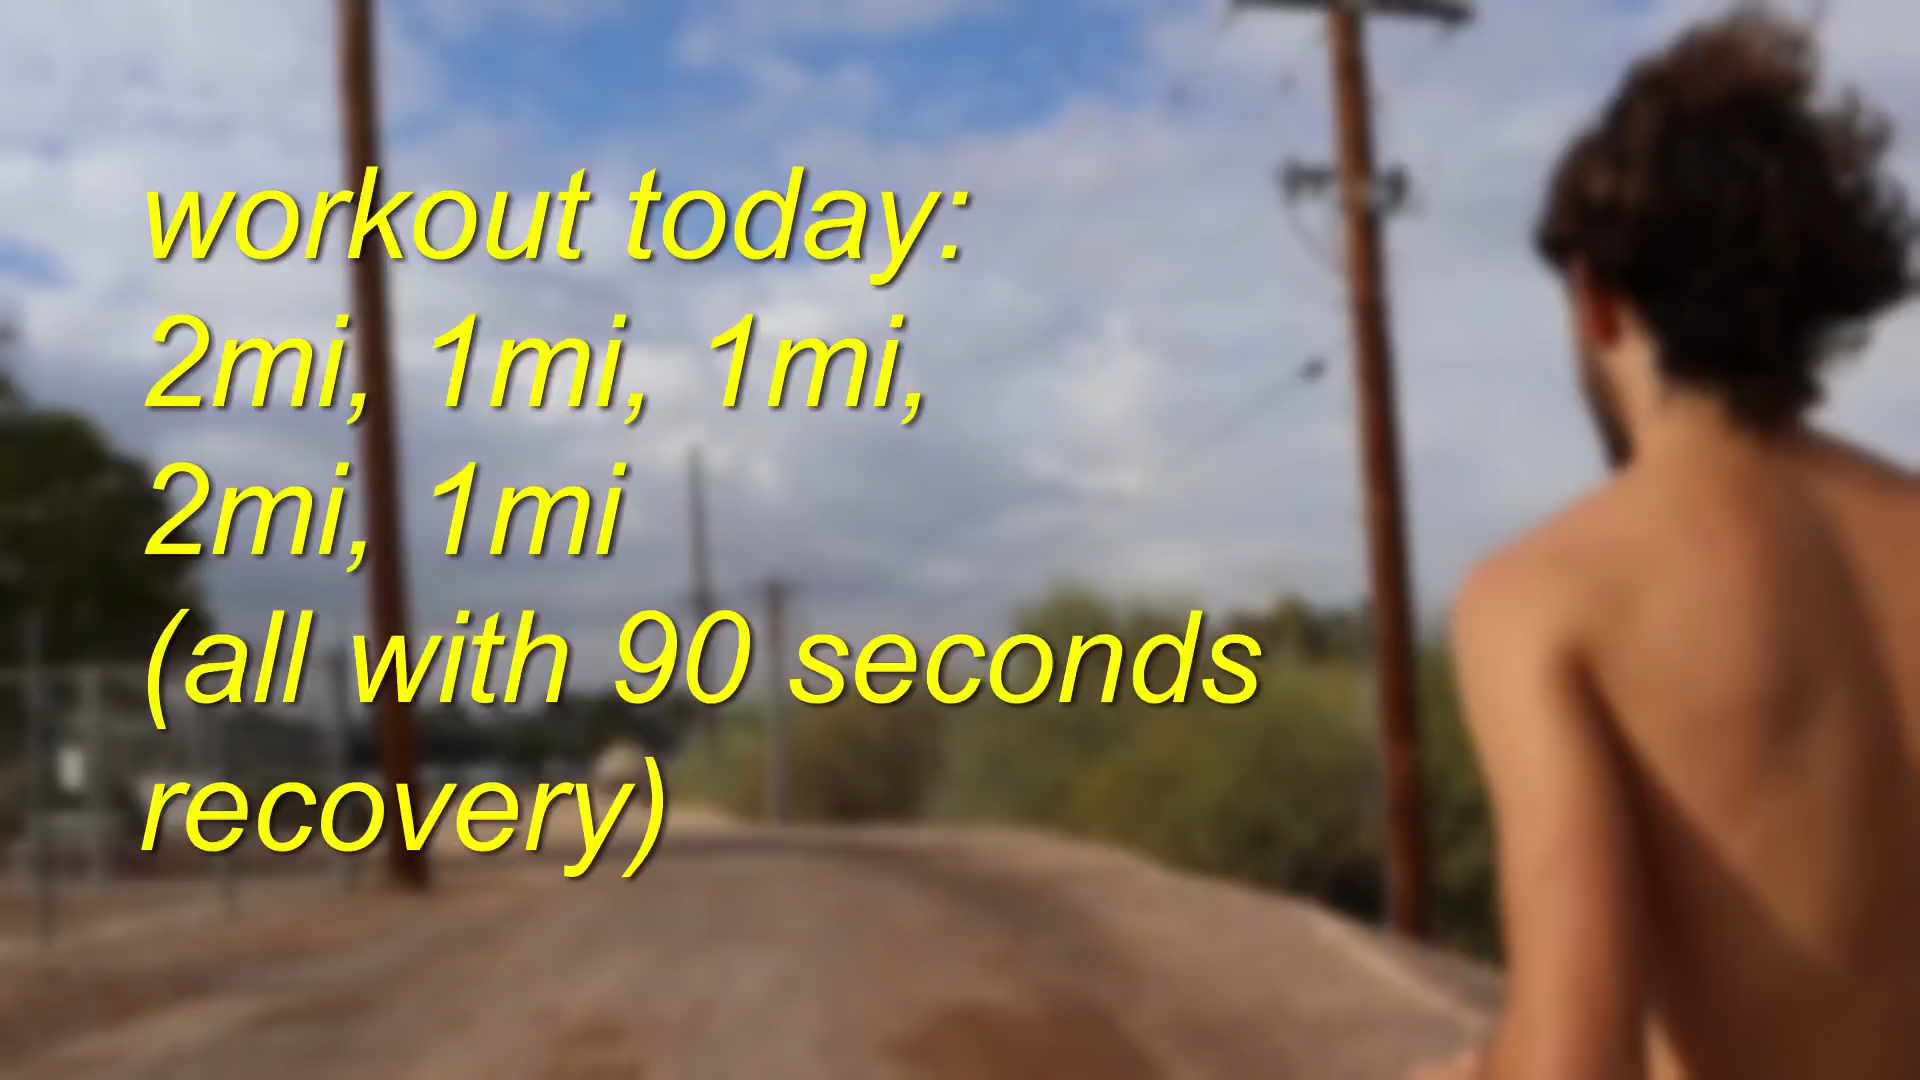 workout today:
2mi, 1mi, 1mi,
2mi, 1mi
(all with 90 seconds
recovery)